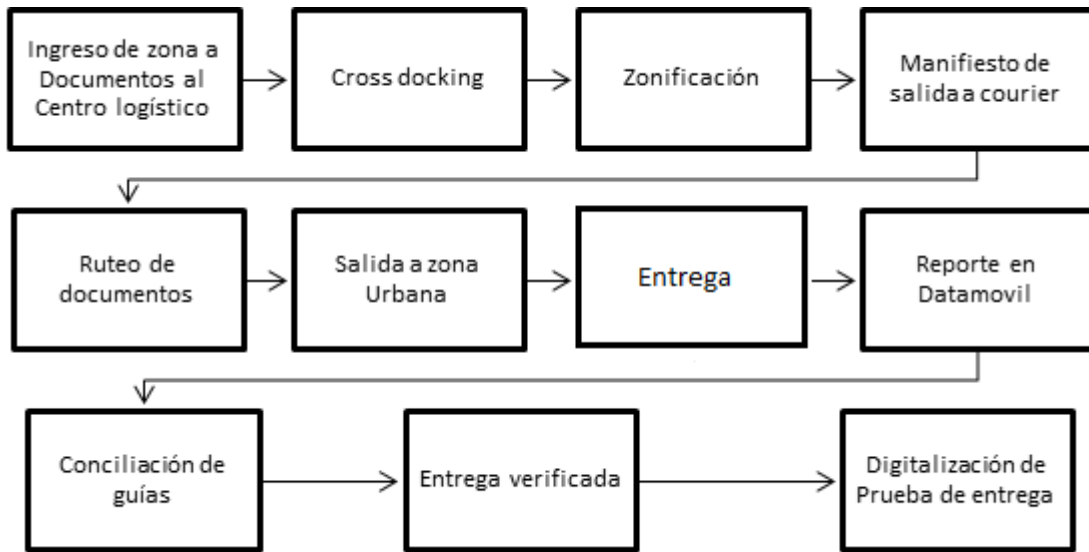 Ingreso de zona a
Documentos al
Centro logístico
Cross docking
Zonificación
Manifiesto de
salida a courier
Ruteo de
documentos
Salida a zona
Urbana
Entrega
Reporte en
Datamovil
Conciliación de
guías
Entrega verificada
Digitalización de
Prueba de entrega